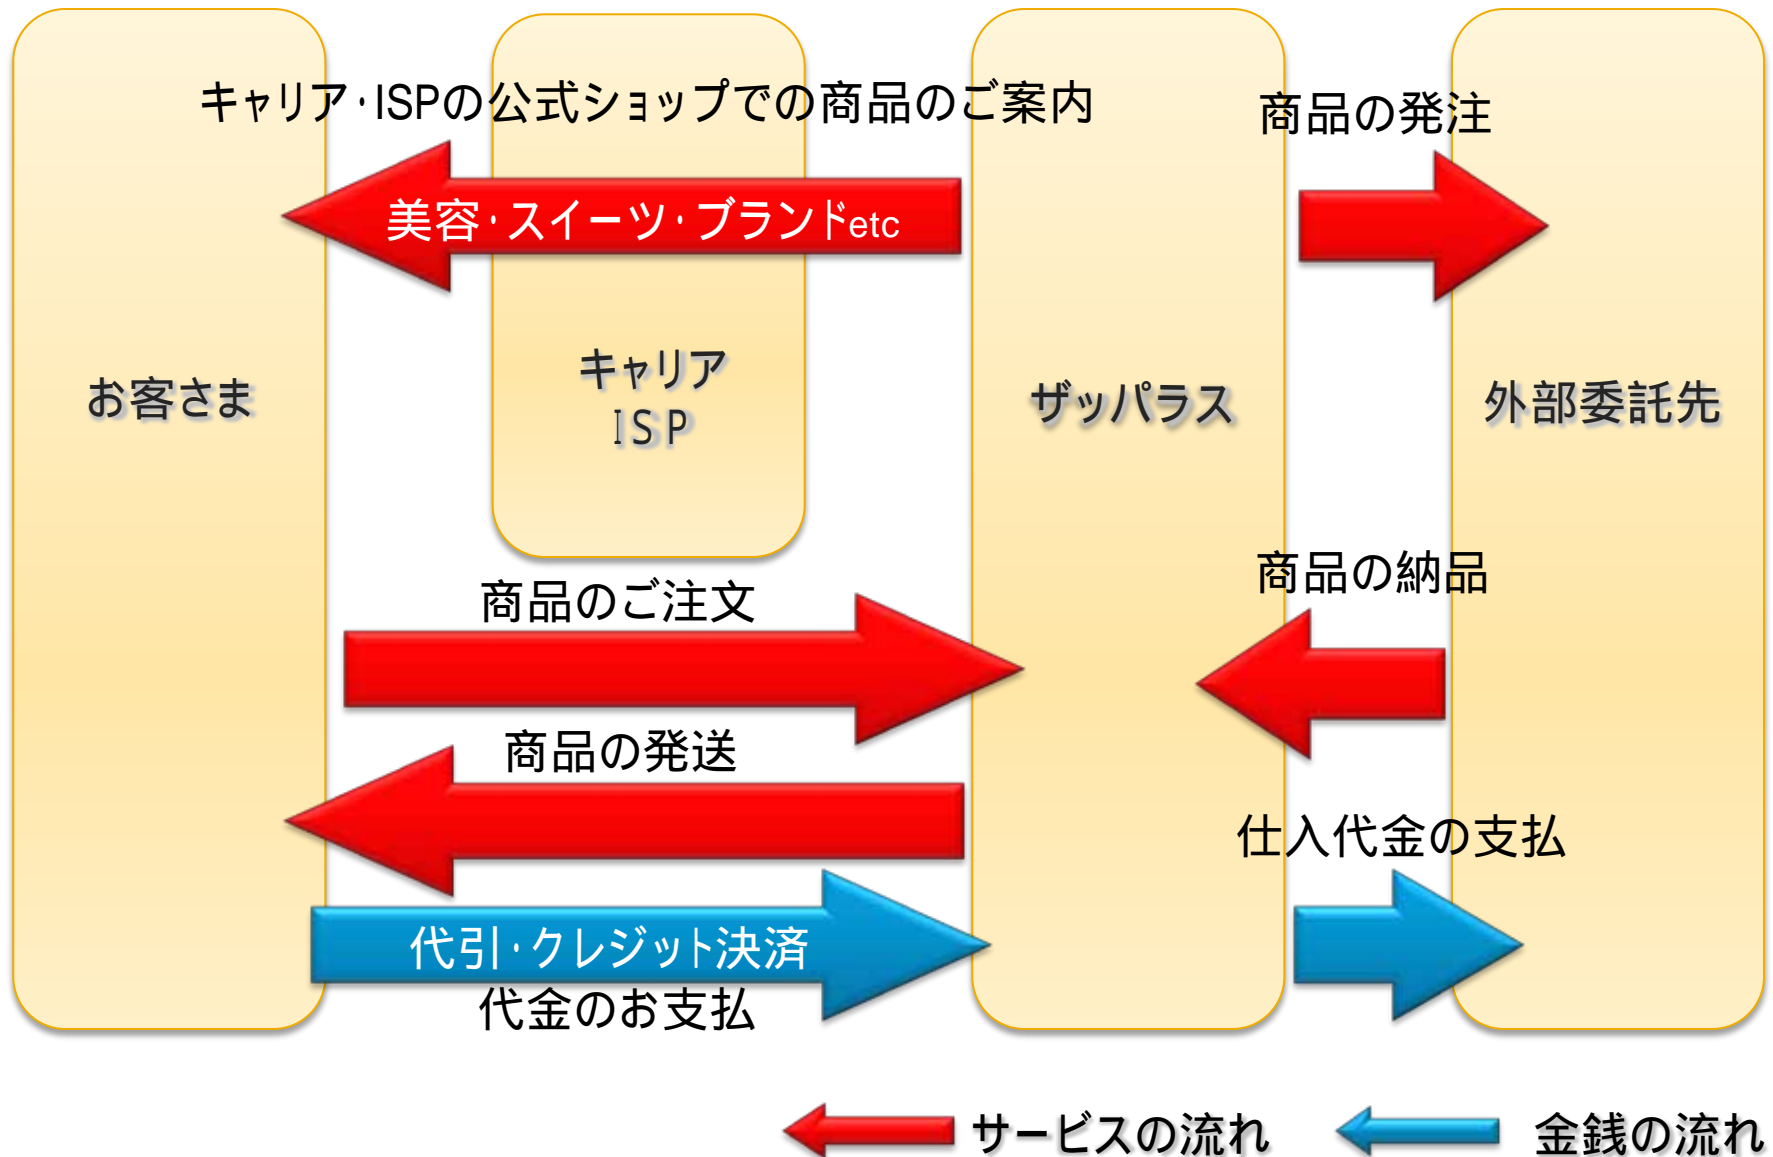 キャリア・ISPの公式ショップでの商品のご案内
商品の発注
美容・スイーツ・ブランドetc
お客さま
キャリア
ISP
ザッパラス
外部委託先
商品のご注文
商品の納品
商品の発送
仕入代金の支払
代引・クレジット決済
代金のお支払
サービスの流れ
金銭の流れ